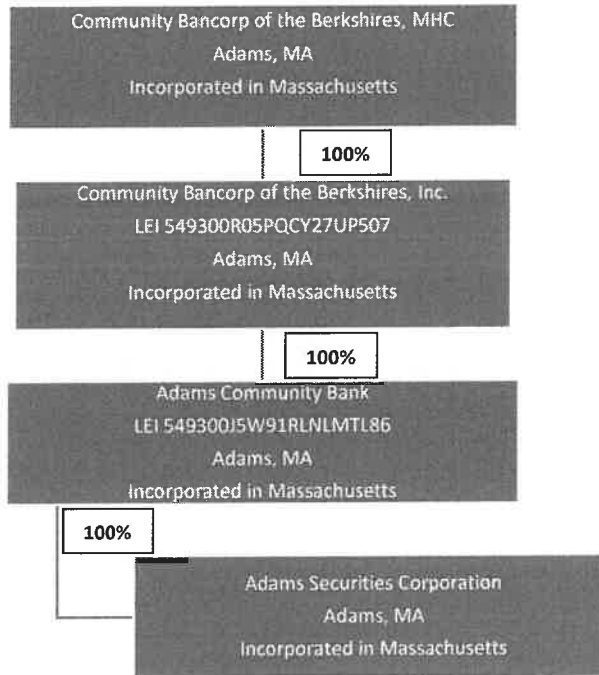 Community Bancorp of the Berkshires, MHC
Adams, MA
Incorporated in Massachusetts
100%
Community Bancorp of the Berkshires, Inc.
LEI 549300R05PQCY27UP507
Adams, MA
Incorporated in Massachusetts
100%
Adams Community Bank
LEI 549300J5W91RLNLMTL86
Adams, MA
Incorporated in Massachusetts
100%
Adams Securities Corporation
Adams, MA
Incorporated in Massachusetts